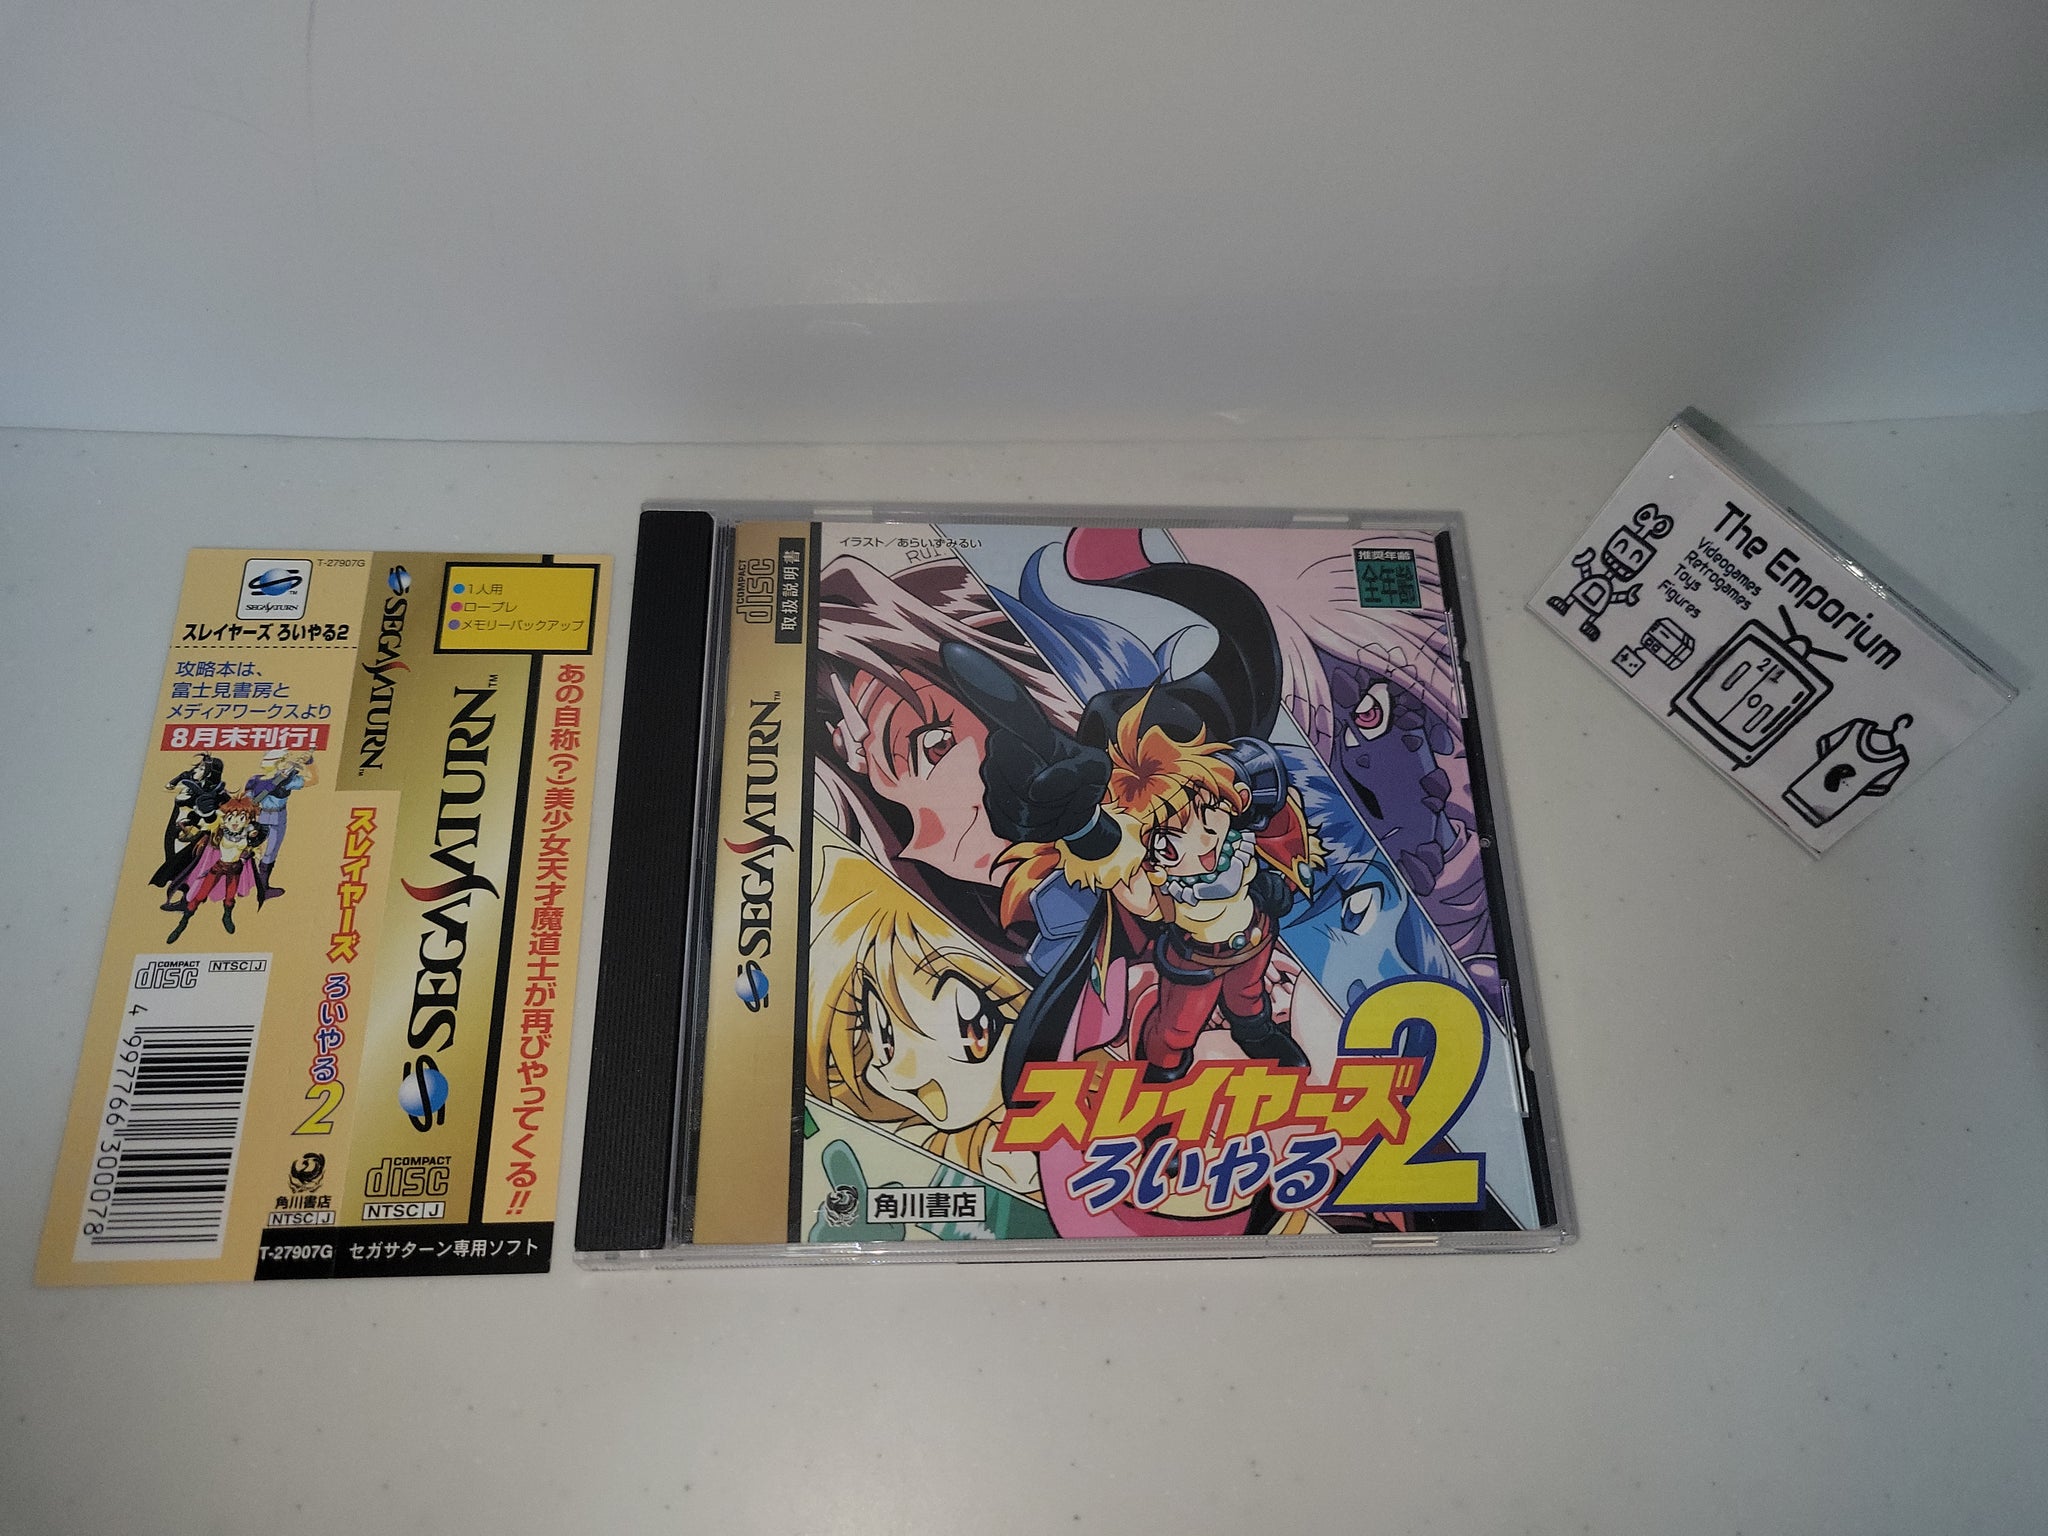 T-27907G
SEGA SATURN™
スレイヤーズ ろいやる2
攻略本は、
富士見書房と
メディアワークスより
8月末刊行!
COMPACT
disc
NTSC J
4 997766 300078
SEGA SATURN™
スレイヤーズ
ろいやる
2
角川書店
NTSC J
T-27907G
1人用
ロープレ
メモリーバックアップ
SEGA SATURN™
COMPACT
disc
NTSC J
セガサターン専用ソフト
あの自称(?)美少女天才魔道士が再びやってくる!!
COMPACT
disc
取扱説明書
SEGA SATURN™
イラスト/あらいずみるい
RUI.
推奨年齢
スレイヤーズ
ろいやる
2
角川書店
The Emporium
Videogames
Retrogames
Toys
Figures